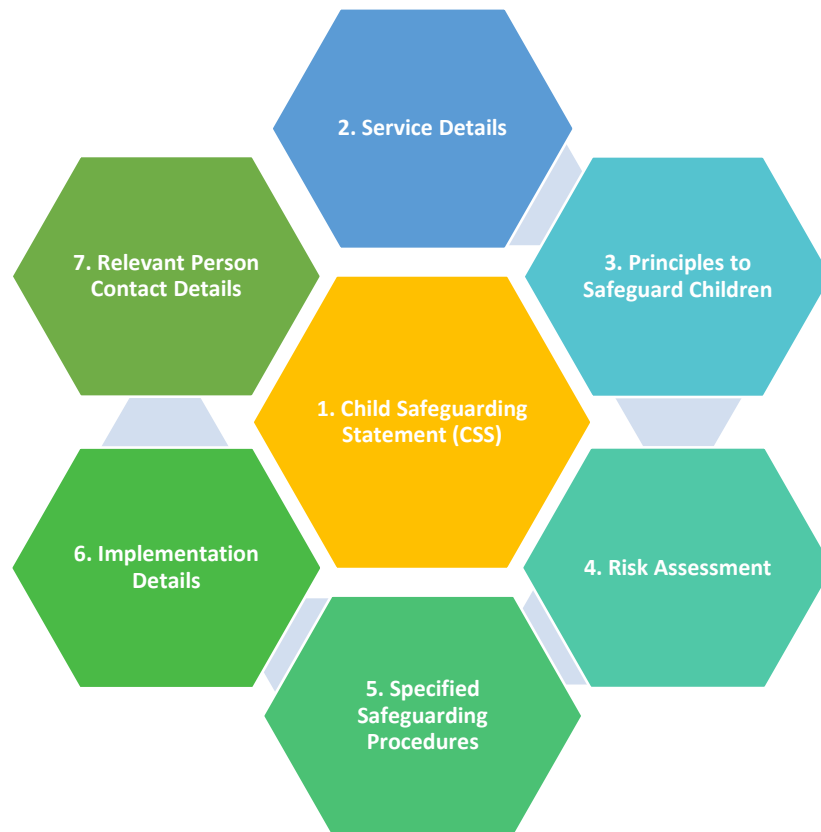 2. Service Details
7. Relevant Person
Contact Details
3. Principles to
Safeguard Children
1. Child Safeguarding
Statement (CSS)
6. Implementation
Details
4. Risk Assessment
5. Specified
Safeguarding
Procedures